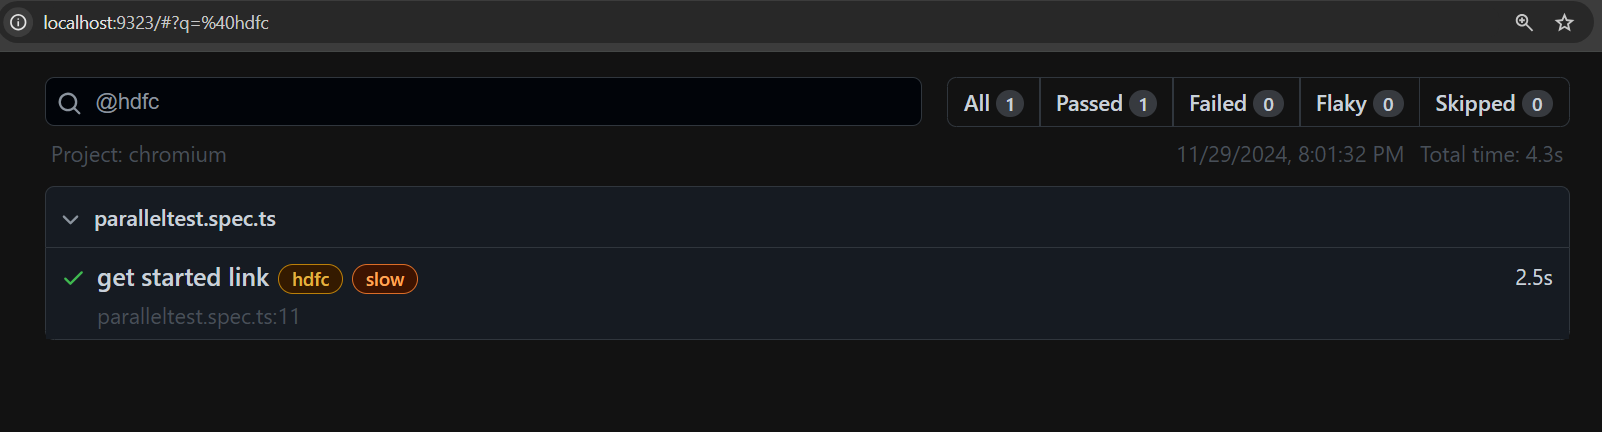 localhost:9323/#?q=%40hdfc
@hdfc
All 1 Passed 1 Failed 0 Flaky 0 Skipped 0
Project: chromium 11/29/2024, 8:01:32 PM Total time: 4.3s
paralleltest.spec.ts
get started link hdfc slow 2.5s
paralleltest.spec.ts:11